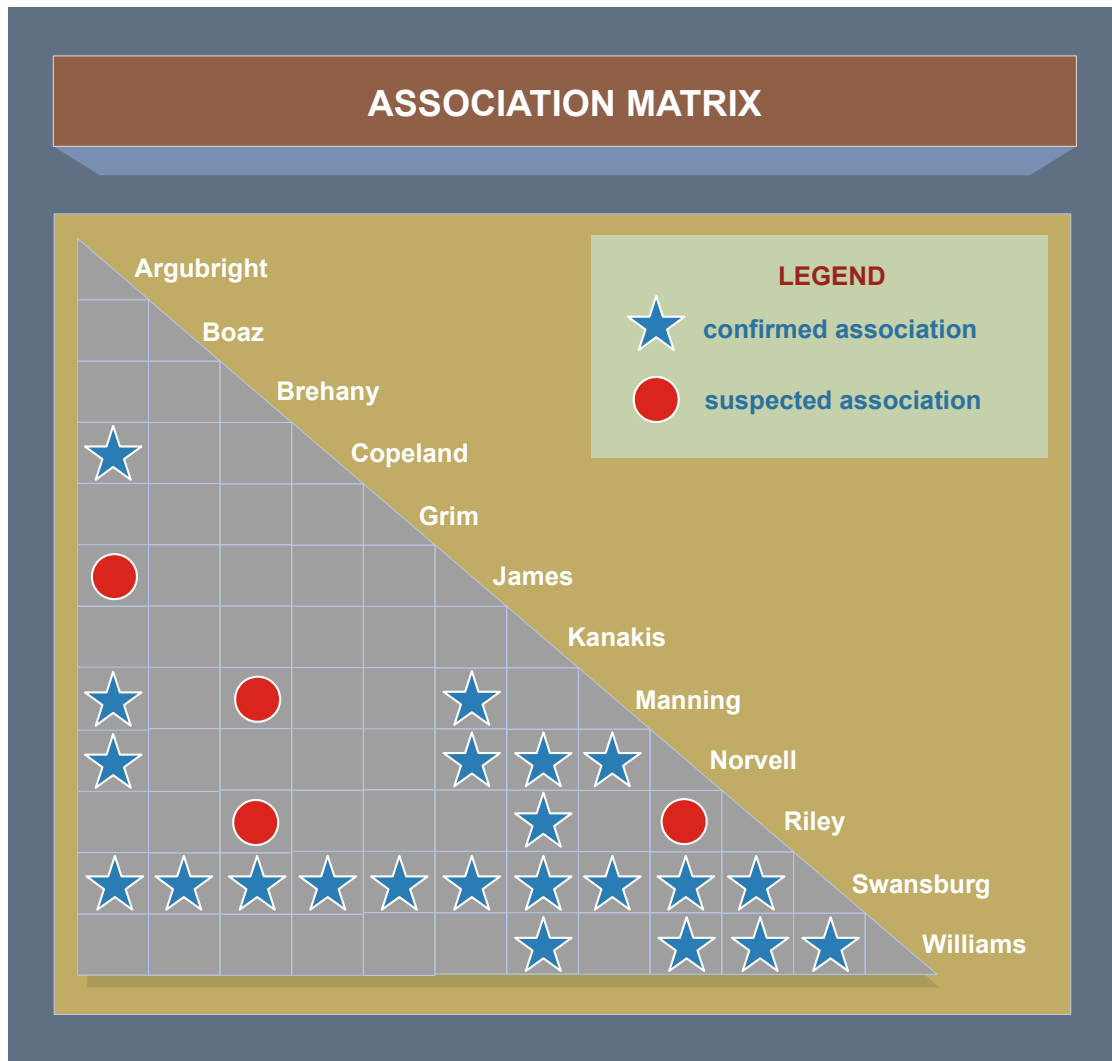 ASSOCIATION MATRIX
LEGEND
confirmed association
suspected association
Argubright
Boaz
Brehany
Copeland
Grim
James
Kanakis
Manning
Norvell
Riley
Swansburg
Williams